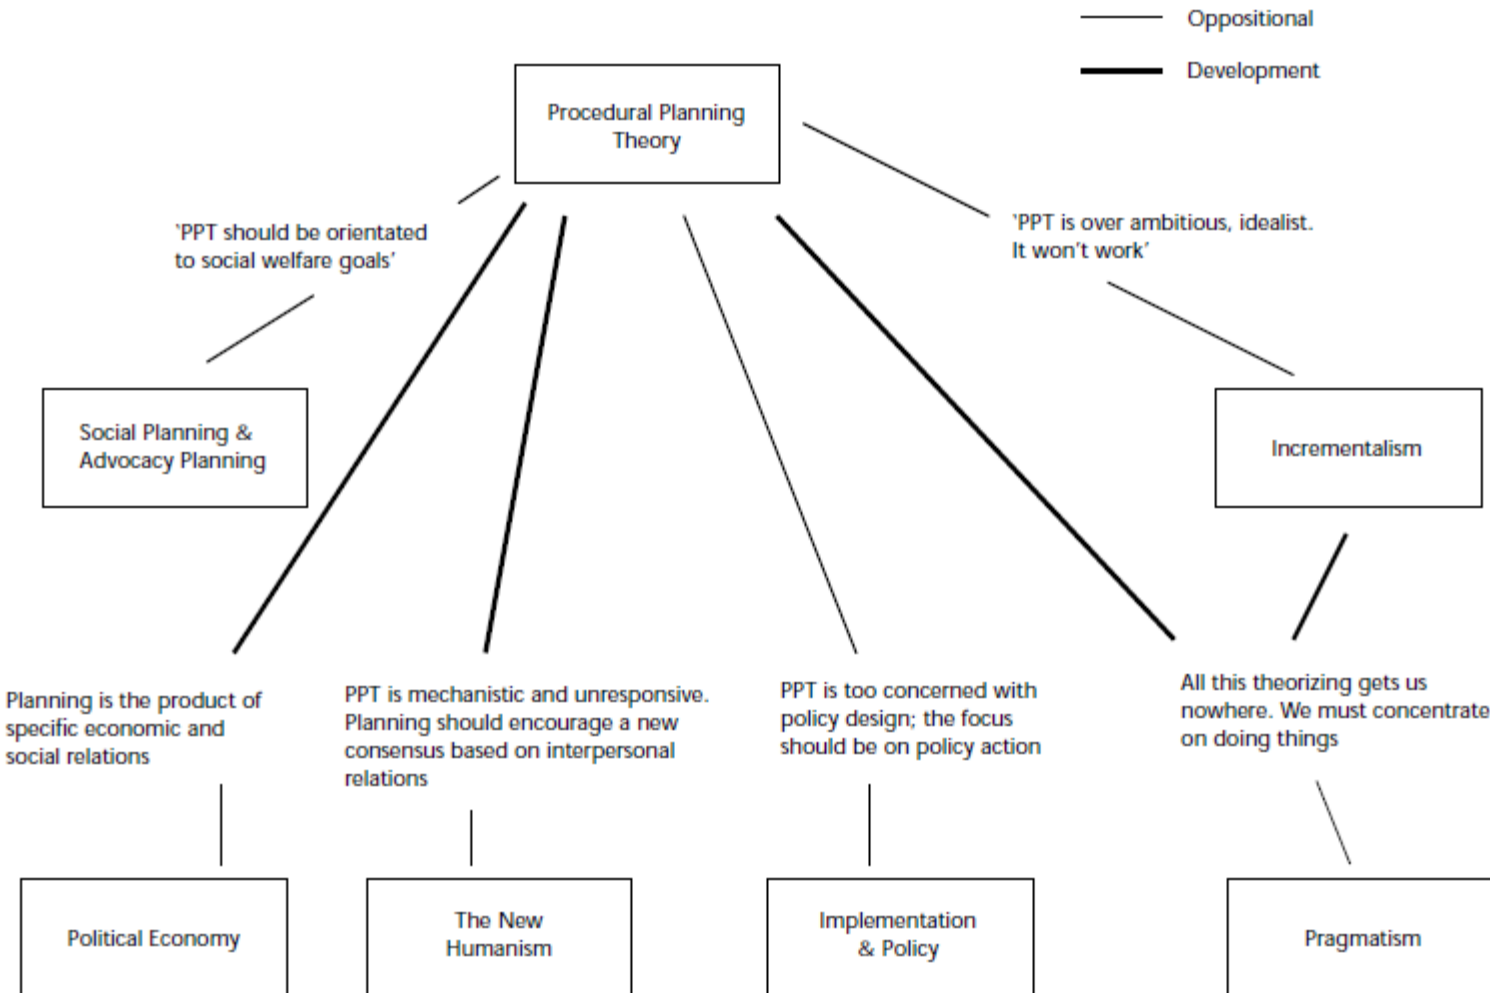 Oppositional
Development
Procedural Planning
Theory
‘PPT should be orientated
to social welfare goals’
‘PPT is over ambitious, idealist.
It won’t work’
Social Planning &
Advocacy Planning
Incrementalism
Planning is the product of
specific economic and
social relations
PPT is mechanistic and unresponsive.
Planning should encourage a new
consensus based on interpersonal
relations
PPT is too concerned with
policy design; the focus
should be on policy action
All this theorizing gets us
nowhere. We must concentrate
on doing things
Political Economy
The New
Humanism
Implementation
& Policy
Pragmatism